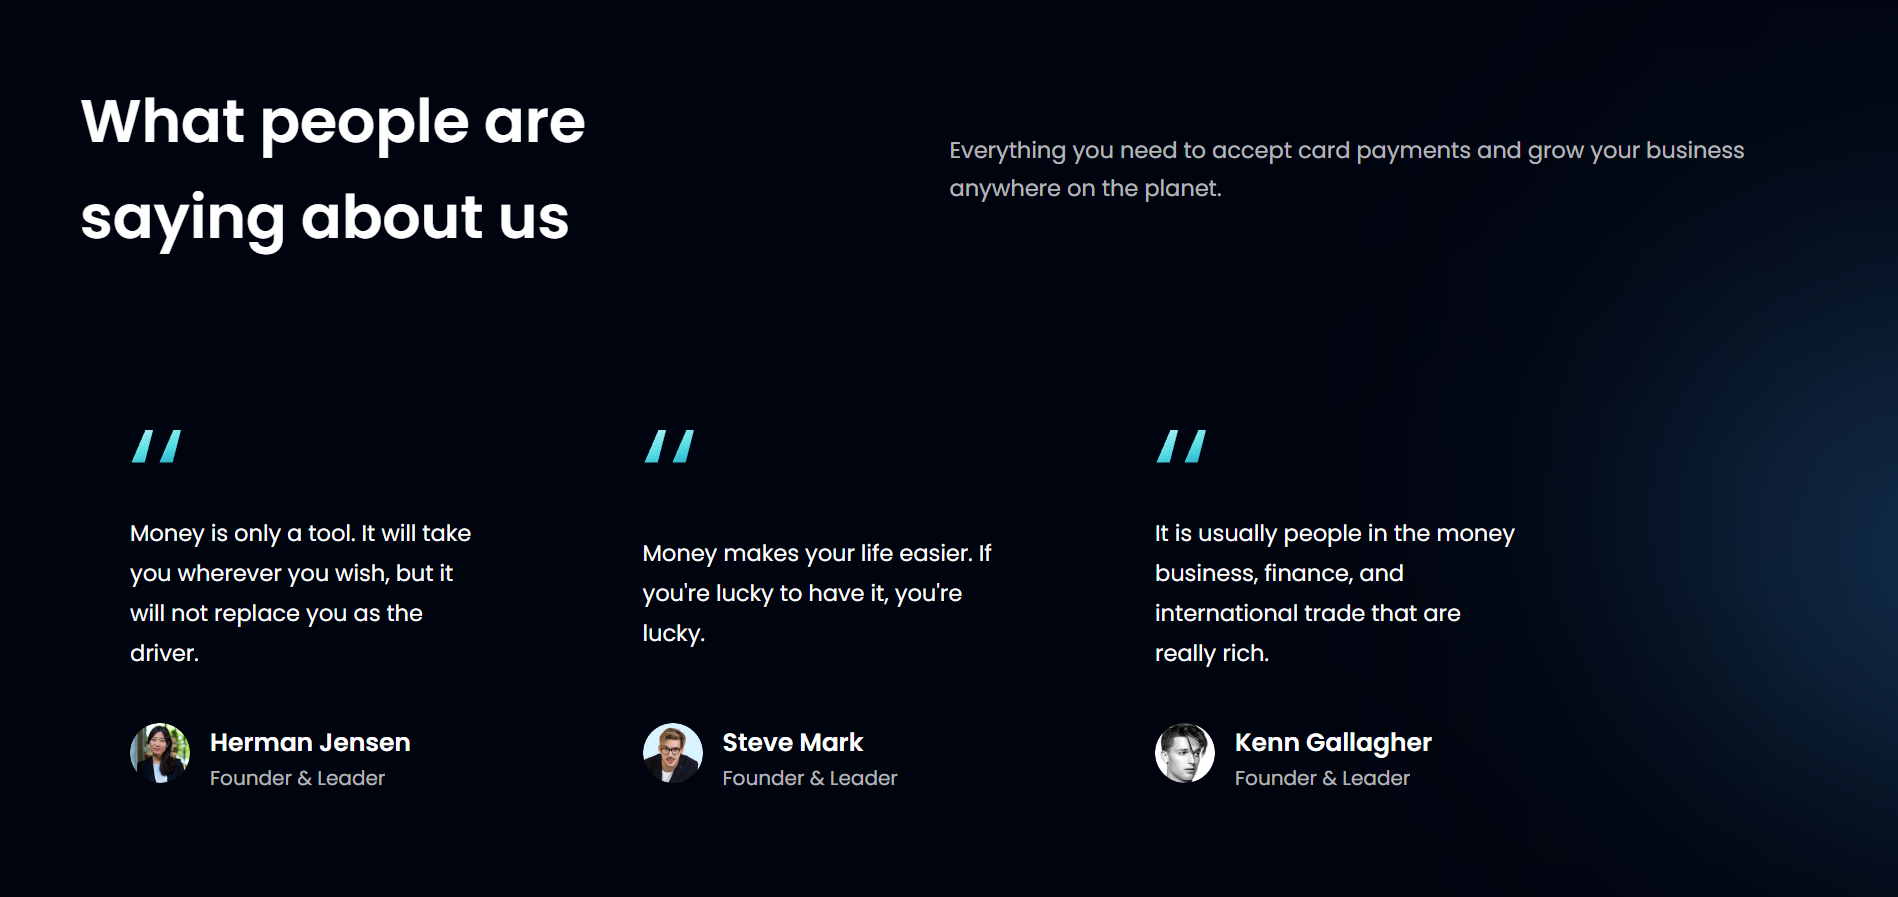 What people are
saying about us
Everything you need to accept card payments and grow your business
anywhere on the planet.
Money is only a tool. It will take
you wherever you wish, but it
will not replace you as the
driver.
Herman Jensen
Founder & Leader
Money makes your life easier. If
you're lucky to have it, you're
lucky.
Steve Mark
Founder & Leader
It is usually people in the money
business, finance, and
international trade that are
really rich.
Kenn Gallagher
Founder & Leader